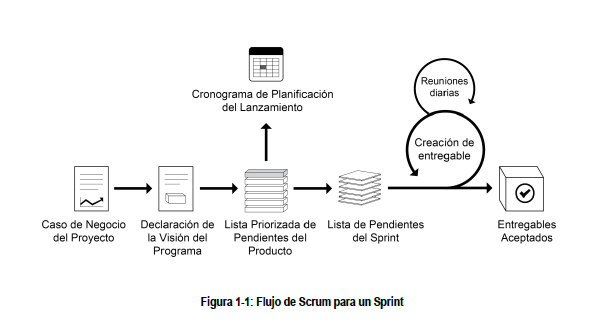 Cronograma de Planificación
del Lanzamiento
Reuniones
diarias
Creación de
entregable
Caso de Negocio
del Proyecto
Declaración de
la Visión del
Programa
Lista Priorizada de
Pendientes del
Producto
Lista de Pendientes
del Sprint
Entregables
Aceptados
Figura 1-1: Flujo de Scrum para un Sprint